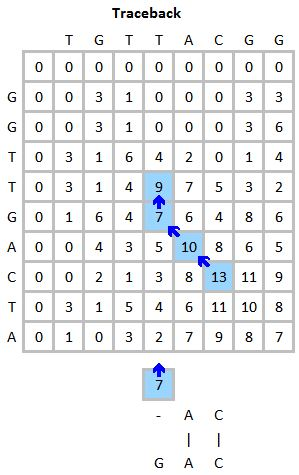 Traceback
T G T T A C G G
0 0 0 0 0 0 0 0 0
G 0 0 3 1 0 0 0 3 3
G 0 0 3 1 0 0 0 3 6
T 0 3 1 6 4 2 0 1 4
T 0 3 1 4 9 7 5 3 2
G 0 1 6 4 7 6 4 8 6
A 0 0 4 3 5 10 8 6 5
C 0 0 2 1 3 8 13 11 9
T 0 3 1 5 4 6 11 10 8
A 0 1 0 3 2 7 9 8 7
7
- A C
| |
G A C